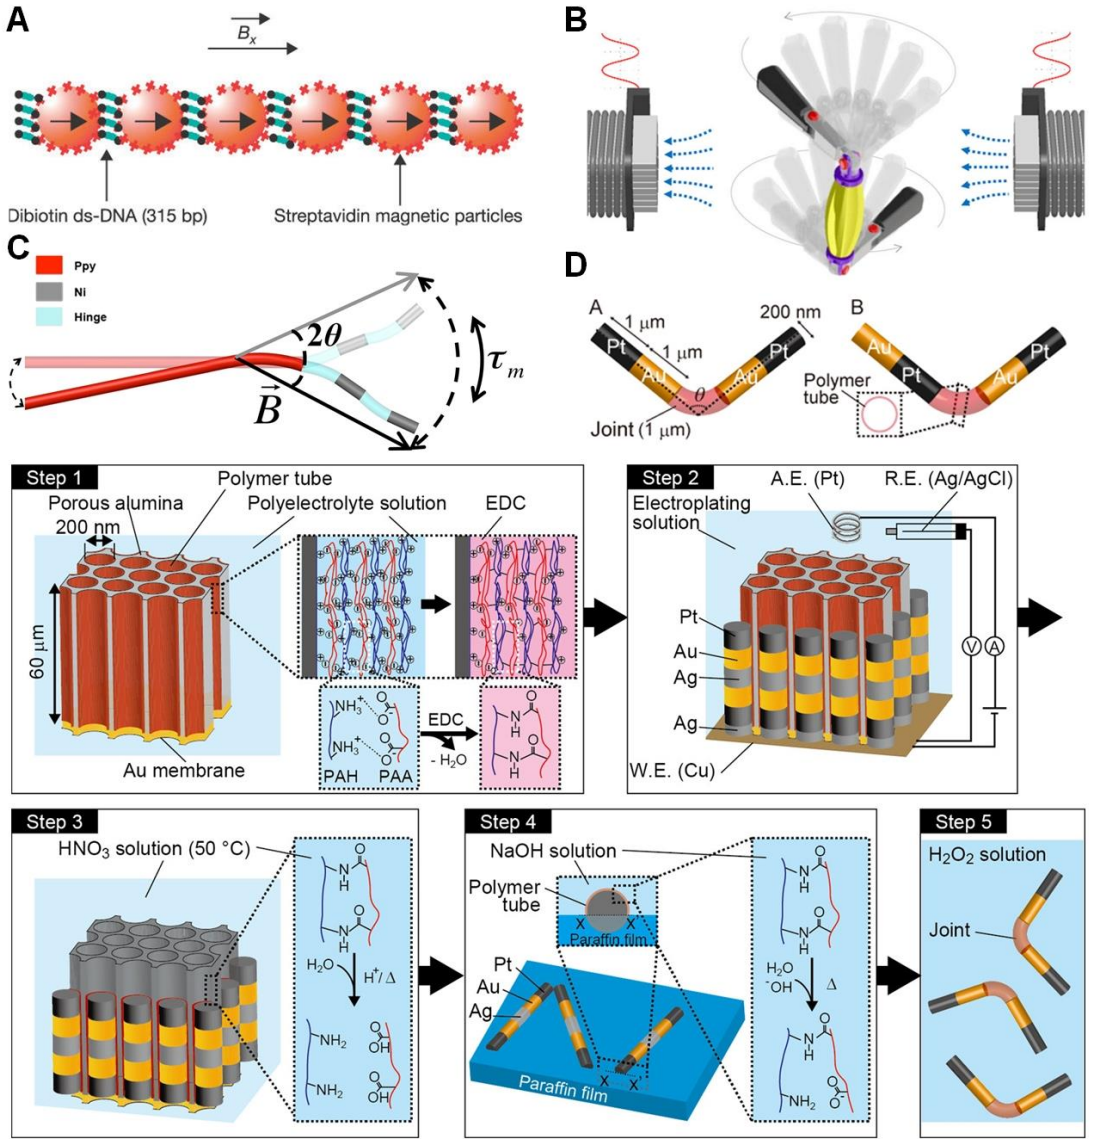 A
B
Bx
Dibiotin ds-DNA (315 bp)
Streptavidin magnetic particles
C
Ppy
Ni
Hinge
2θ
B
τm
D
A
1 μm
1 μm
200 nm
Pt
Au
θ
Au
Pt
Joint (1 μm)
B
Au
Pt
Polymer
tube
Au
Pt
Step 1
Polymer tube
Porous alumina
Polyelectrolyte solution
EDC
200 nm
60 μm
Au membrane
NH3+
NH3+
O
O-
O
O-
PAH
PAA
EDC
- H2O
O
N
H
O
N
H
Step 2
A.E. (Pt)
R.E. (Ag/AgCl)
Electroplating
solution
Pt
Au
Ag
Ag
V
A
W.E. (Cu)
Step 3
HNO3 solution (50 °C)
O
N
H
O
N
H
H2O
H+/ Δ
NH2
O
OH
NH2
O
OH
Step 4
NaOH solution
Polymer
tube
X
X'
Paraffin film
Pt
Au
Ag
X
X'
Paraffin film
O
N
H
O
N
H
H2O
-OH
Δ
O
N
H
NH2
O
O-
Step 5
H2O2 solution
Joint